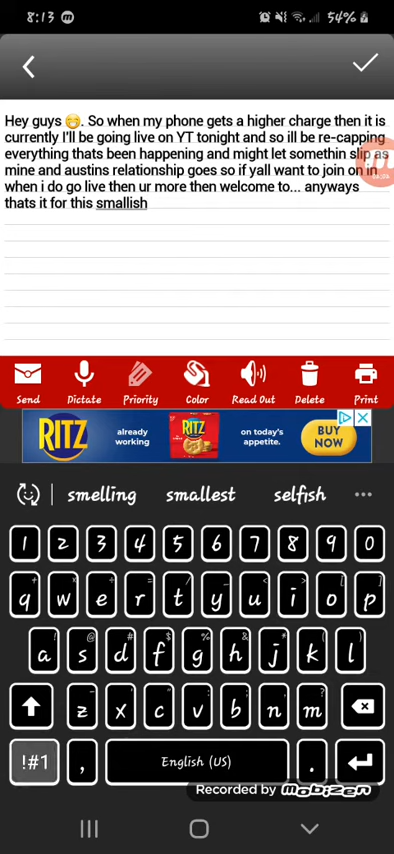 8:13 m 54%
Hey guys 😁. So when my phone gets a higher charge then it is
currently I'll be going live on YT tonight and so ill be re-capping
everything thats been happening and might let somethin slip as
mine and austins relationship goes so if yall want to join on in
when i do go live then ur more then welcome to... anyways
thats it for this smallish
Send Dictate Priority Color Read Out Delete Print
RITZ already working RITZ on today's appetite. BUY NOW
smelling smallest selfish ...
1 2 3 4 5 6 7 8 9 0
q w e r t y u i o p
a s d f g h j k l
z x c v b n m
!#1 , English (US) .
Recorded by mobizen